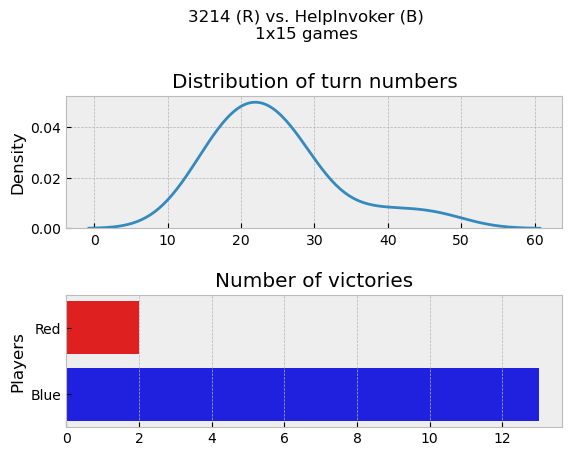 3214 (R) vs. HelpInvoker (B)
1x15 games
Distribution of turn numbers
Density
0.04
0.02
0.00
0 10 20 30 40 50 60
Number of victories
Players
Red
Blue
0 2 4 6 8 10 12